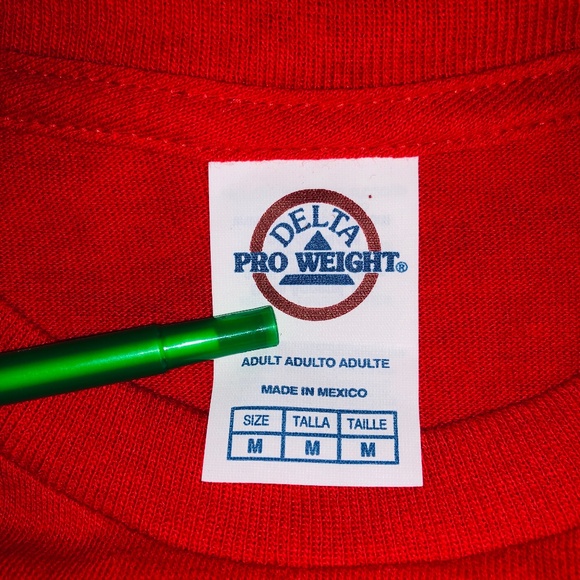 DELTA
PRO WEIGHT®
ADULT ADULTO ADULTE
MADE IN MEXICO
SIZE TALLA TAILLE
M M M